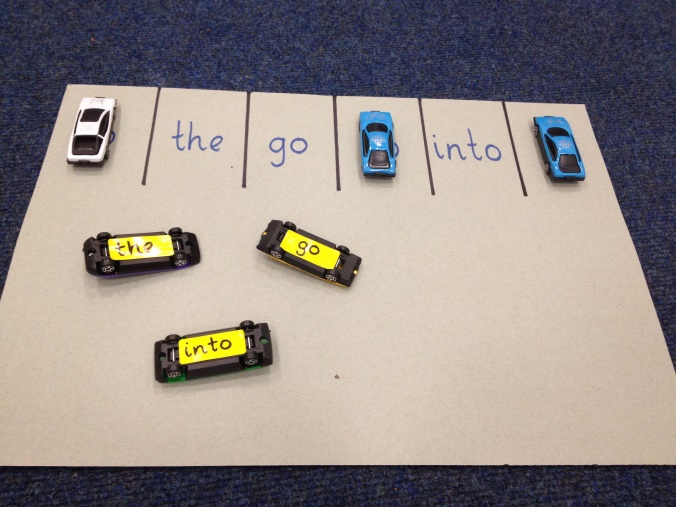 the go into
the
go
into